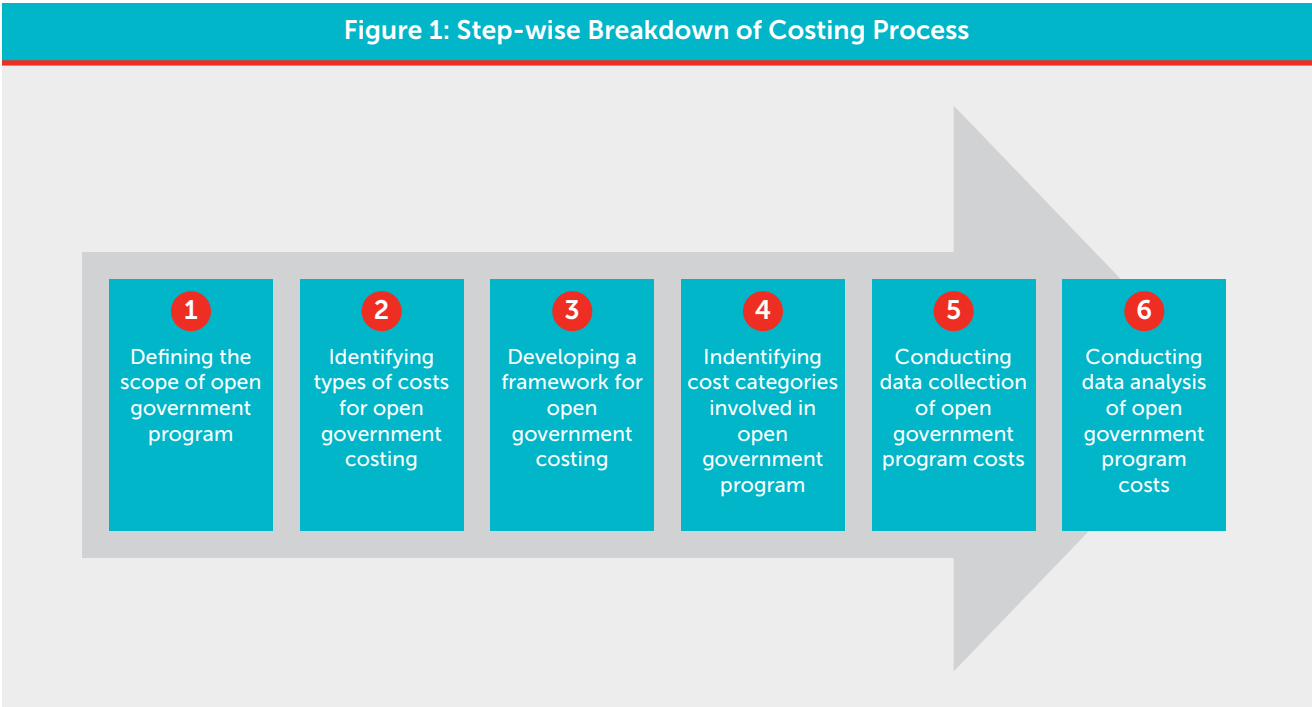 Figure 1: Step-wise Breakdown of Costing Process
1
Defining the
scope of open
government
program
2
Identifying
types of costs
for open
government
costing
3
Developing a
framework for
open
government
costing
4
Indentifying
cost categories
involved in
open
government
program
5
Conducting
data collection
of open
government
program costs
6
Conducting
data analysis
of open
government
program
costs